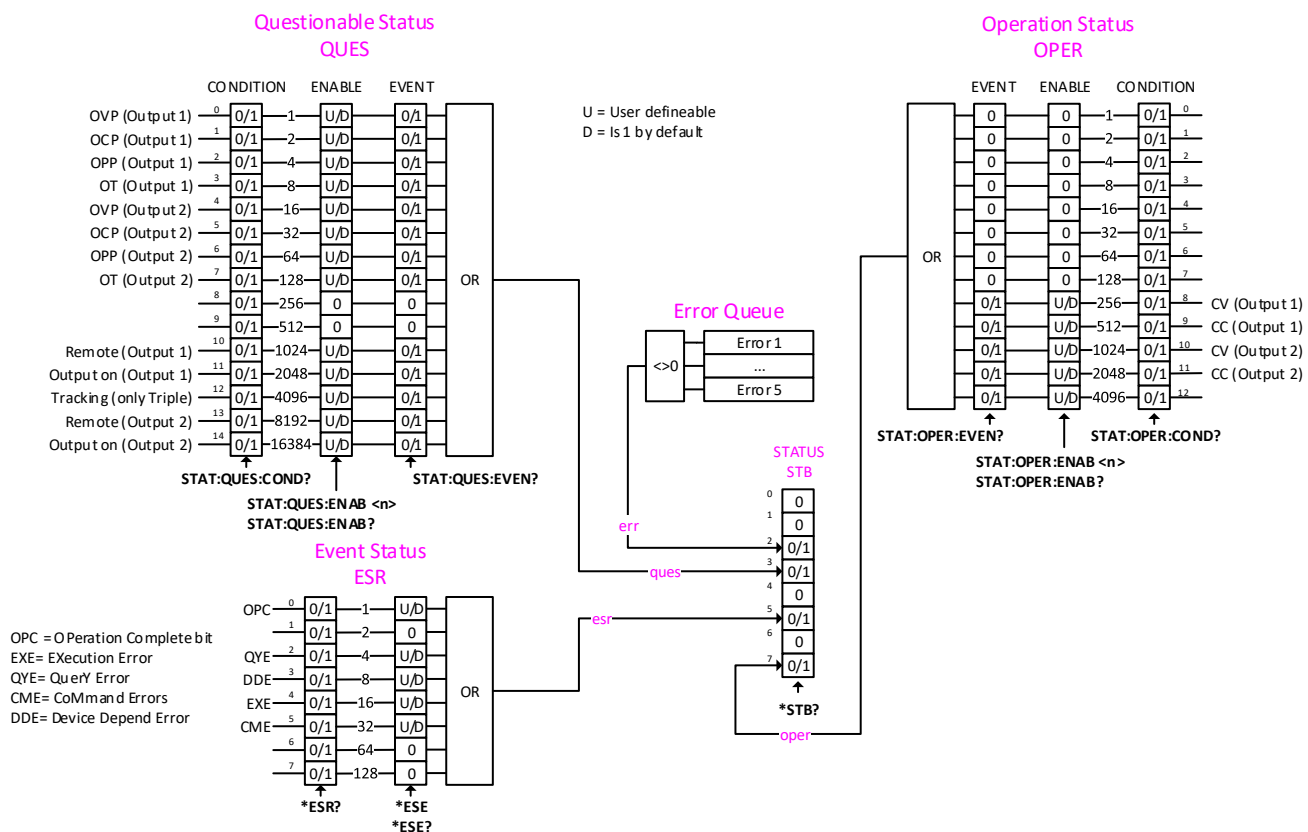 Questionable Status
QUES
CONDITION ENABLE EVENT
OVP (Output 1) 0 0/1 1 U/D 0/1
OCP (Output 1) 1 0/1 2 U/D 0/1
OPP (Output 1) 2 0/1 4 U/D 0/1
OT (Output 1) 3 0/1 8 U/D 0/1
OVP (Output 2) 4 0/1 16 U/D 0/1
OCP (Output 2) 5 0/1 32 U/D 0/1
OPP (Output 2) 6 0/1 64 U/D 0/1
OT (Output 2) 7 0/1 128 U/D 0/1
8 0/1 256 0 0
9 0/1 512 0 0
Remote (Output 1) 10 0/1 1024 U/D 0/1
Output on (Output 1) 11 0/1 2048 U/D 0/1
Tracking (only Triple) 12 0/1 4096 U/D 0/1
Remote (Output 2) 13 0/1 8192 U/D 0/1
Output on (Output 2) 14 0/1 16384 U/D 0/1
OR
STAT:QUES:COND?
STAT:QUES:EVEN?
STAT:QUES:ENAB <n>
STAT:QUES:ENAB?
U = User defineable
D = Is 1 by default
Operation Status
OPER
EVENT ENABLE CONDITION
0 0 1 0/1 0
0 0 2 0/1 1
0 0 4 0/1 2
0 0 8 0/1 3
0 0 16 0/1 4
0 0 32 0/1 5
0 0 64 0/1 6
0 0 128 0/1 7
0/1 U/D 256 0/1 8 CV (Output 1)
0/1 U/D 512 0/1 9 CC (Output 1)
0/1 U/D 1024 0/1 10 CV (Output 2)
0/1 U/D 2048 0/1 11 CC (Output 2)
0/1 U/D 4096 0/1 12
OR
STAT:OPER:EVEN?
STAT:OPER:COND?
STAT:OPER:ENAB <n>
STAT:OPER:ENAB?
Error Queue
<>0
Error 1
...
Error 5
err
ques
esr
oper
STATUS
STB
0 0
1 0
2 0/1
3 0/1
4 0
5 0/1
6 0
7 0/1
*STB?
Event Status
ESR
OPC 0 0/1 1 U/D
1 0/1 2 0
QYE 2 0/1 4 U/D
DDE 3 0/1 8 U/D
EXE 4 0/1 16 U/D
CME 5 0/1 32 U/D
6 0/1 64 0
7 0/1 128 0
OR
*ESR?
*ESE
*ESE?
OPC = OPeration Complete bit
EXE= EXecution Error
QYE= QuerY Error
CME= CoMmand Errors
DDE= Device Depend Error